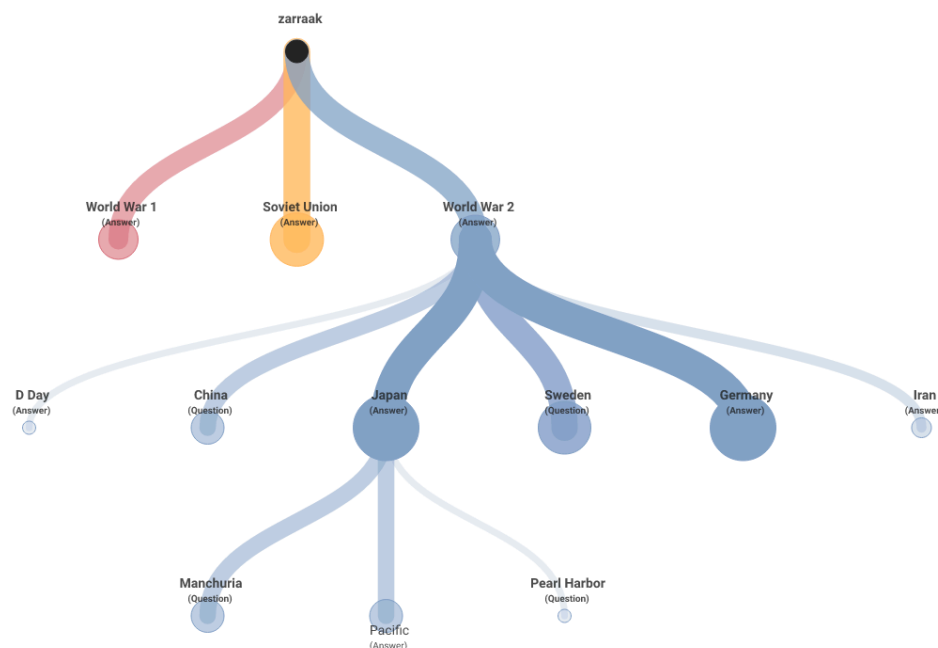 zarraak
World War 1
(Answer)
Soviet Union
(Answer)
World War 2
(Answer)
D Day
(Answer)
China
(Question)
Japan
(Answer)
Sweden
(Question)
Germany
(Answer)
Iran
(Answer
Manchuria
(Question)
Pacific
(Answer)
Pearl Harbor
(Question)